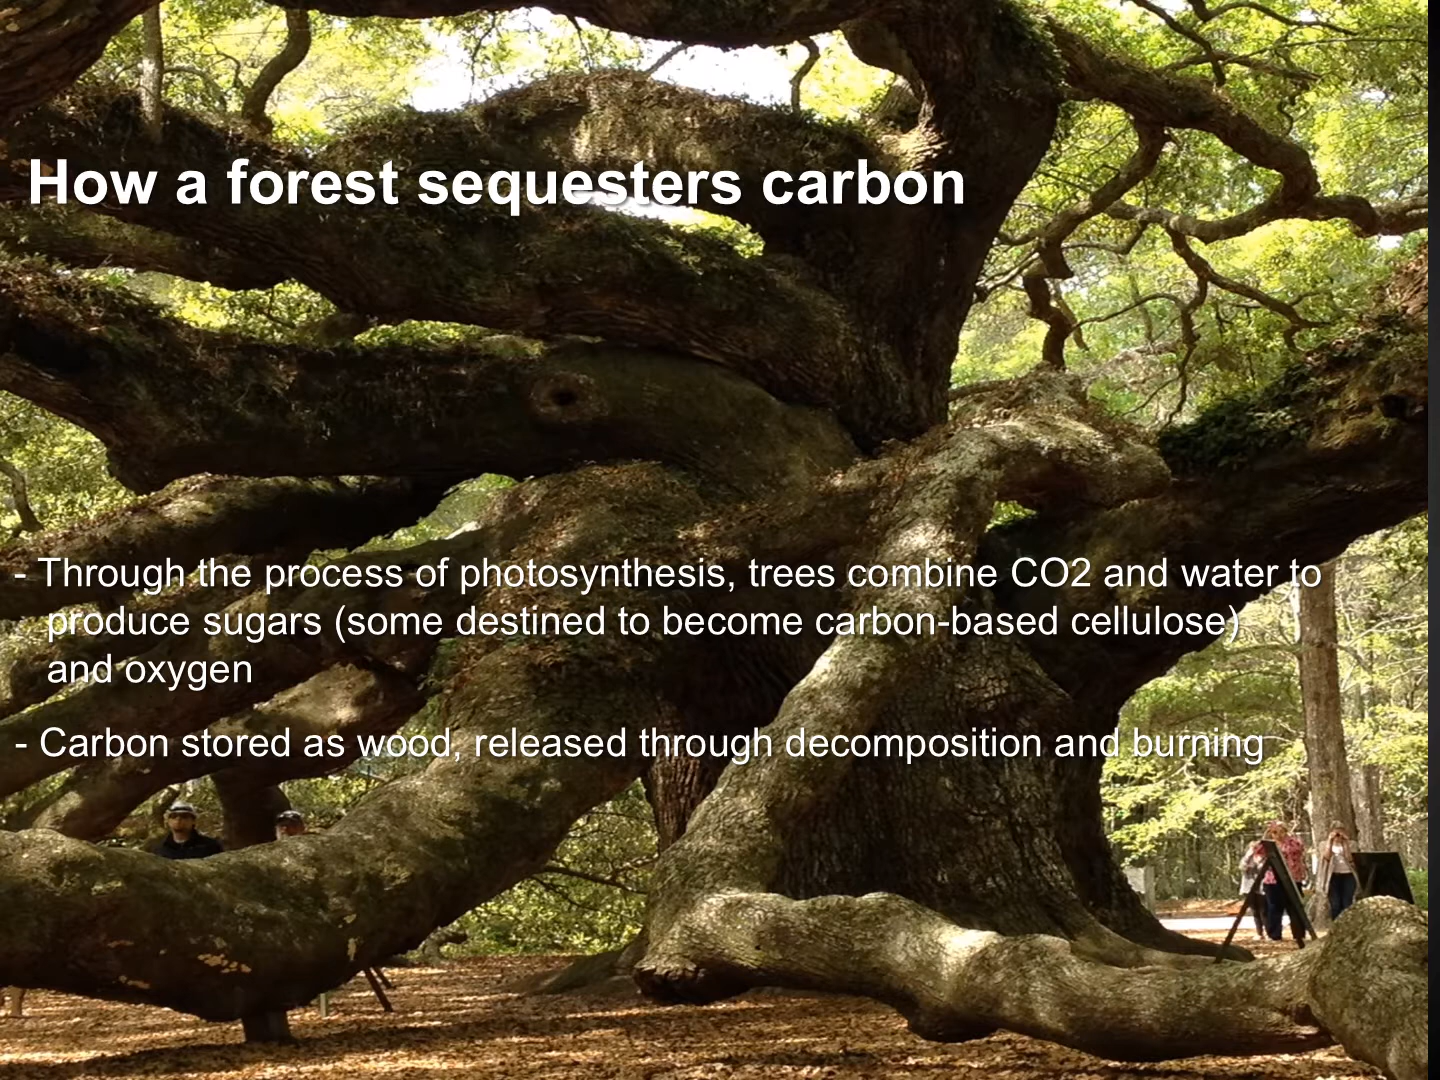 How a forest sequesters carbon
- Through the process of photosynthesis, trees combine CO2 and water to
produce sugars (some destined to become carbon-based cellulose)
and oxygen
- Carbon stored as wood, released through decomposition and burning